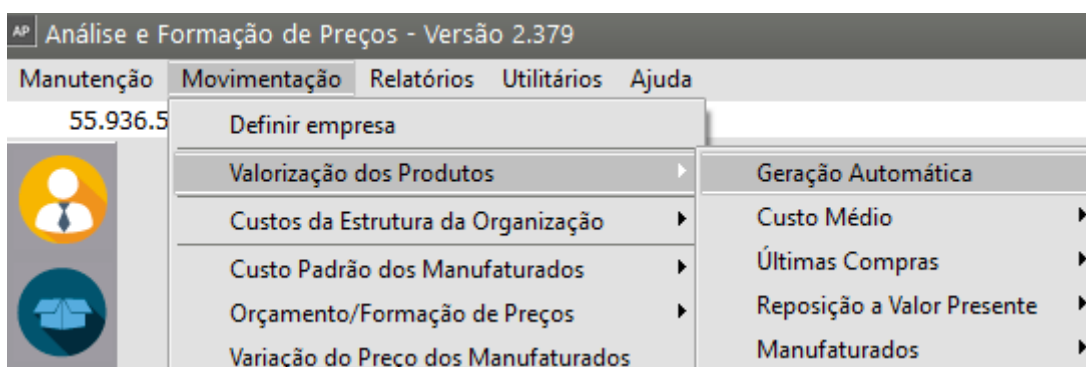 AP Análise e Formação de Preços - Versão 2.379
Manutenção Movimentação Relatórios Utilitários Ajuda
55.936.5
Definir empresa
Valorização dos Produtos
Custos da Estrutura da Organização
Custo Padrão dos Manufaturados
Orçamento/Formação de Preços
Variação do Preço dos Manufaturados
Geração Automática
Custo Médio
Últimas Compras
Reposição a Valor Presente
Manufaturados